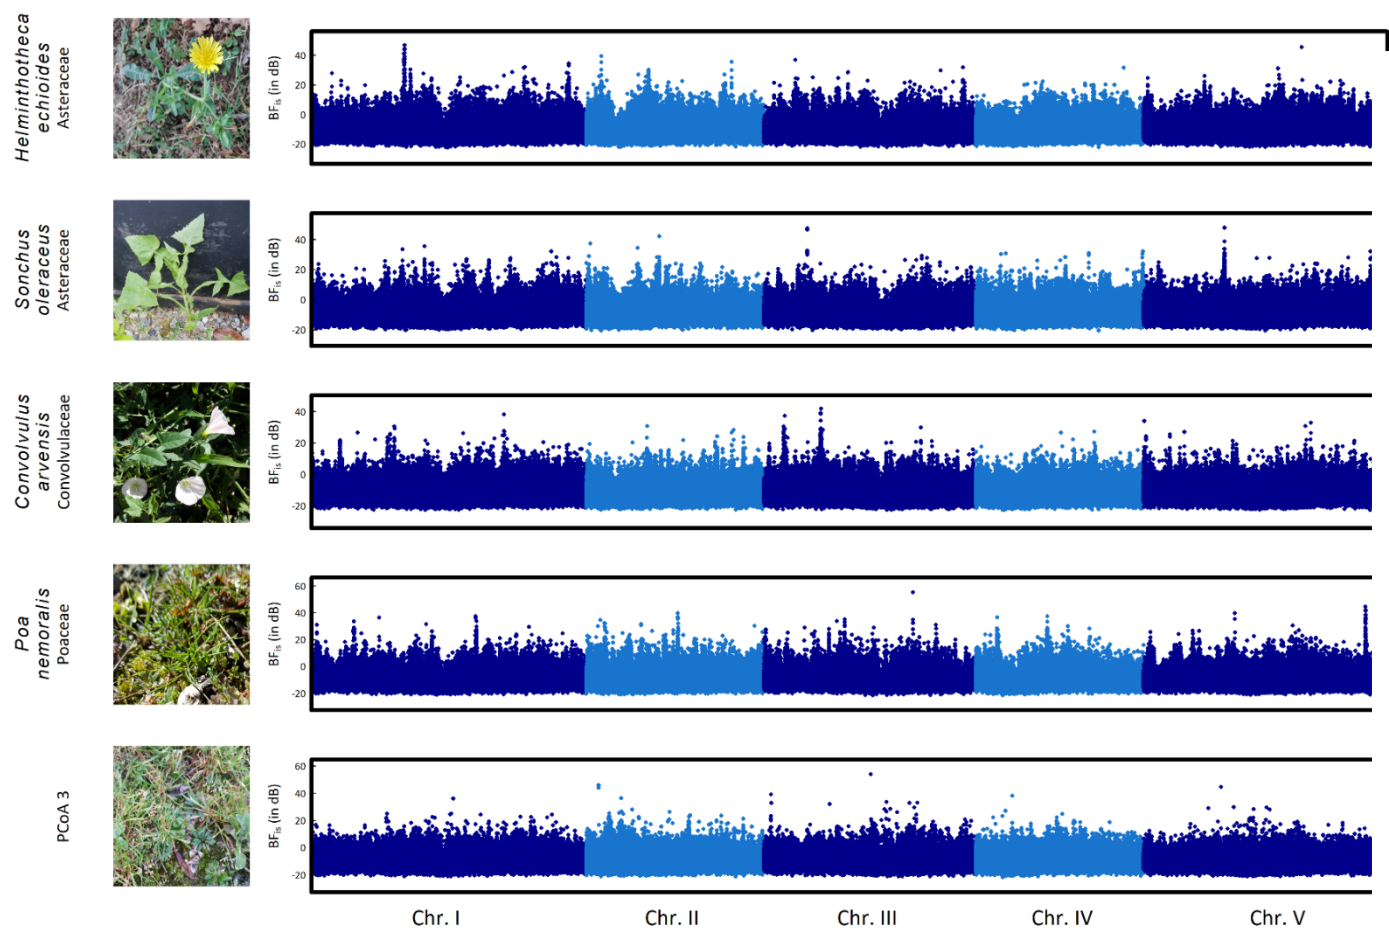 Helminthotheca
echioides
Asteraceae
BFis (in dB)
40
20
0
-20
Sonchus
oleraceus
Asteraceae
BFis (in dB)
40
20
0
-20
Convolvulus
arvensis
Convolvulaceae
BFis (in dB)
40
20
0
-20
Poa
nemoralis
Poaceae
BFis (in dB)
60
40
20
0
-20
PCoA 3
BFis (in dB)
60
40
20
0
-20
Chr. I Chr. II Chr. III Chr. IV Chr. V